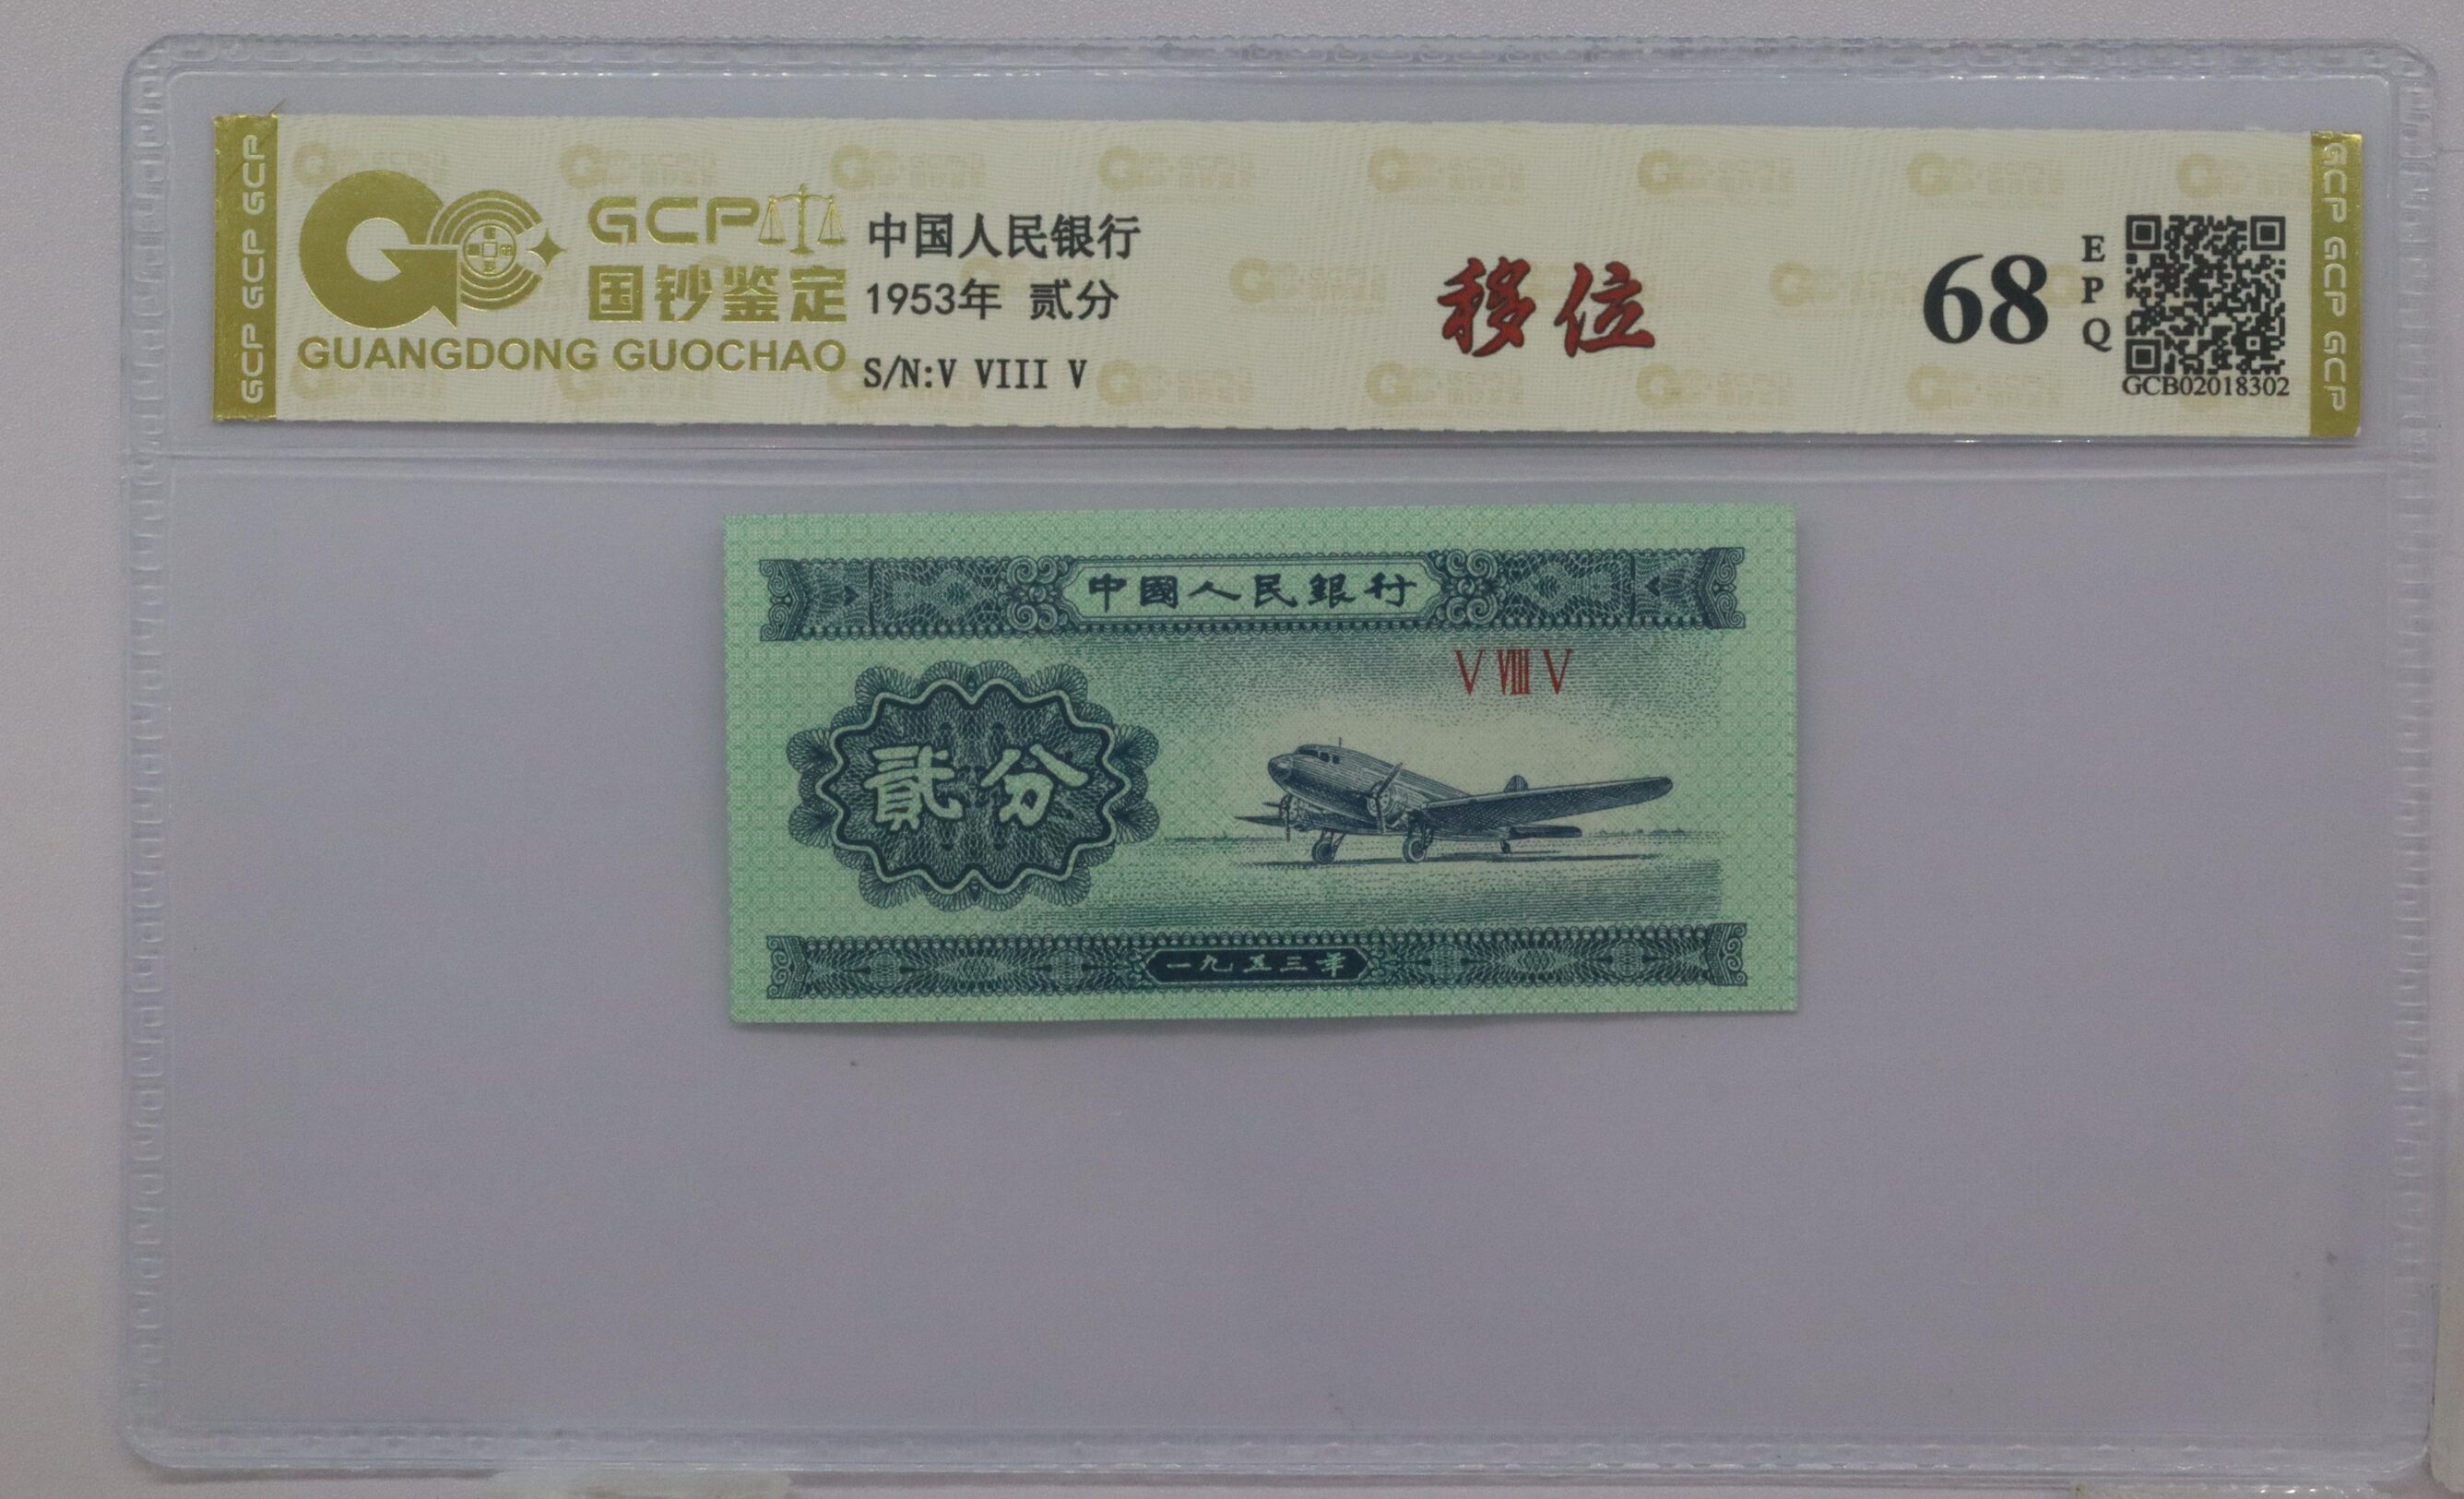 GCP GCP GCP
GCP
国钞鉴定
GUANGDONG GUOCHAO
中国人民银行
1953年 贰分
S/N:V VIII V
移位
68
EPQ
GCB02018302
GCP GCP GCP
中國人民銀行
V VIII V
貳分
一九五三年